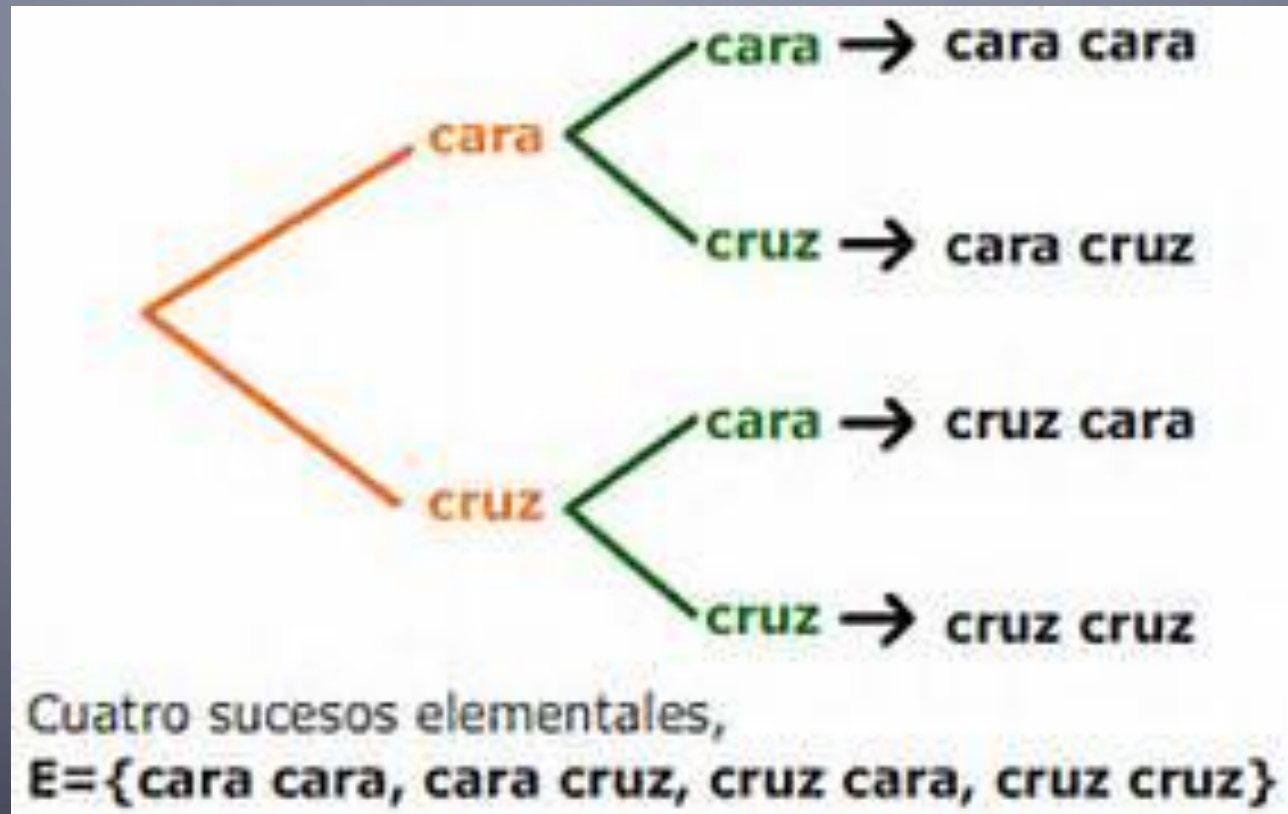 cara → cara cara
cara
cruz → cara cruz
cara → cruz cara
cruz
cruz → cruz cruz
Cuatro sucesos elementales,
E={cara cara, cara cruz, cruz cara, cruz cruz}